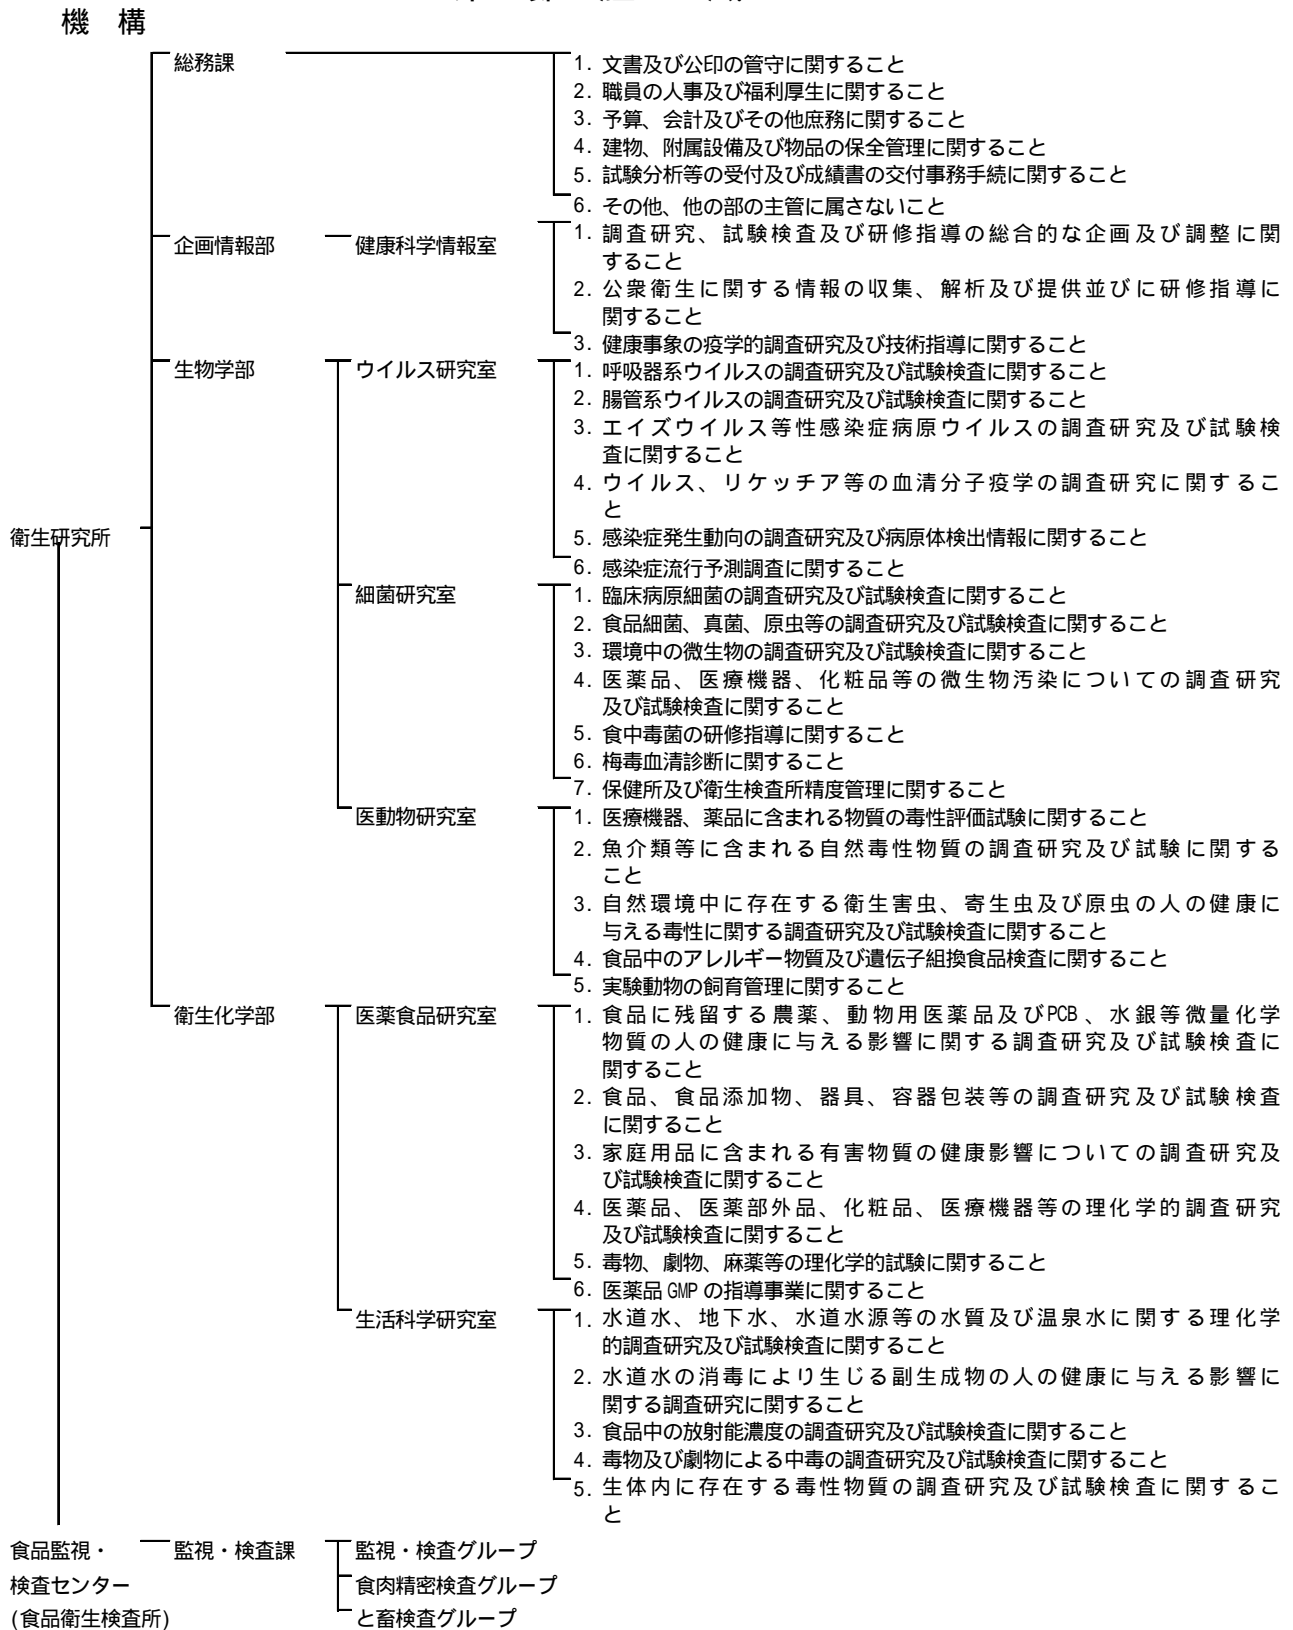 機 構
総務課
1. 文書及び公印の管守に関すること
2. 職員の人事及び福利厚生に関すること
3. 予算、会計及びその他庶務に関すること
4. 建物、附属設備及び物品の保全管理に関すること
5. 試験分析等の受付及び成績書の交付事務手続に関すること
6. その他、他の部の主管に属さないこと
企画情報部 健康科学情報室
1. 調査研究、試験検査及び研修指導の総合的な企画及び調整に関
すること
2. 公衆衛生に関する情報の収集、解析及び提供並びに研修指導に
関すること
3. 健康事象の疫学的調査研究及び技術指導に関すること
生物学部 ウイルス研究室
1. 呼吸器系ウイルスの調査研究及び試験検査に関すること
2. 腸管系ウイルスの調査研究及び試験検査に関すること
3. エイズウイルス等性感染症病原ウイルスの調査研究及び試験検
査に関すること
4. ウイルス、リケッチア等の血清分子疫学の調査研究に関するこ
と
衛生研究所
5. 感染症発生動向の調査研究及び病原体検出情報に関すること
6. 感染症流行予測調査に関すること
細菌研究室
1. 臨床病原細菌の調査研究及び試験検査に関すること
2. 食品細菌、真菌、原虫等の調査研究及び試験検査に関すること
3. 環境中の微生物の調査研究及び試験検査に関すること
4. 医薬品、医療機器、化粧品等の微生物汚染についての調査研究
及び試験検査に関すること
5. 食中毒菌の研修指導に関すること
6. 梅毒血清診断に関すること
7. 保健所及び衛生検査所精度管理に関すること
医動物研究室
1. 医療機器、薬品に含まれる物質の毒性評価試験に関すること
2. 魚介類等に含まれる自然毒性物質の調査研究及び試験に関する
こと
3. 自然環境中に存在する衛生害虫、寄生虫及び原虫の人の健康に
与える毒性に関する調査研究及び試験検査に関すること
4. 食品中のアレルギー物質及び遺伝子組換食品検査に関すること
5. 実験動物の飼育管理に関すること
衛生化学部 医薬食品研究室
1. 食品に残留する農薬、動物用医薬品及びPCB、水銀等微量化学
物質の人の健康に与える影響に関する調査研究及び試験検査に
関すること
2. 食品、食品添加物、器具、容器包装等の調査研究及び試験検査
に関すること
3. 家庭用品に含まれる有害物質の健康影響についての調査研究及
び試験検査に関すること
4. 医薬品、医薬部外品、化粧品、医療機器等の理化学的調査研究
及び試験検査に関すること
5. 毒物、劇物、麻薬等の理化学的試験に関すること
6. 医薬品 GMP の指導事業に関すること
生活科学研究室
1. 水道水、地下水、水道水源等の水質及び温泉水に関する理化学
的調査研究及び試験検査に関すること
2. 水道水の消毒により生じる副生成物の人の健康に与える影響に
関する調査研究に関すること
3. 食品中の放射能濃度の調査研究及び試験検査に関すること
4. 毒物及び劇物による中毒の調査研究及び試験検査に関すること
5. 生体内に存在する毒性物質の調査研究及び試験検査に関するこ
と
食品監視・ 監視・検査課 監視・検査グループ
検査センター 食肉精密検査グループ
(食品衛生検査所) と畜検査グループ